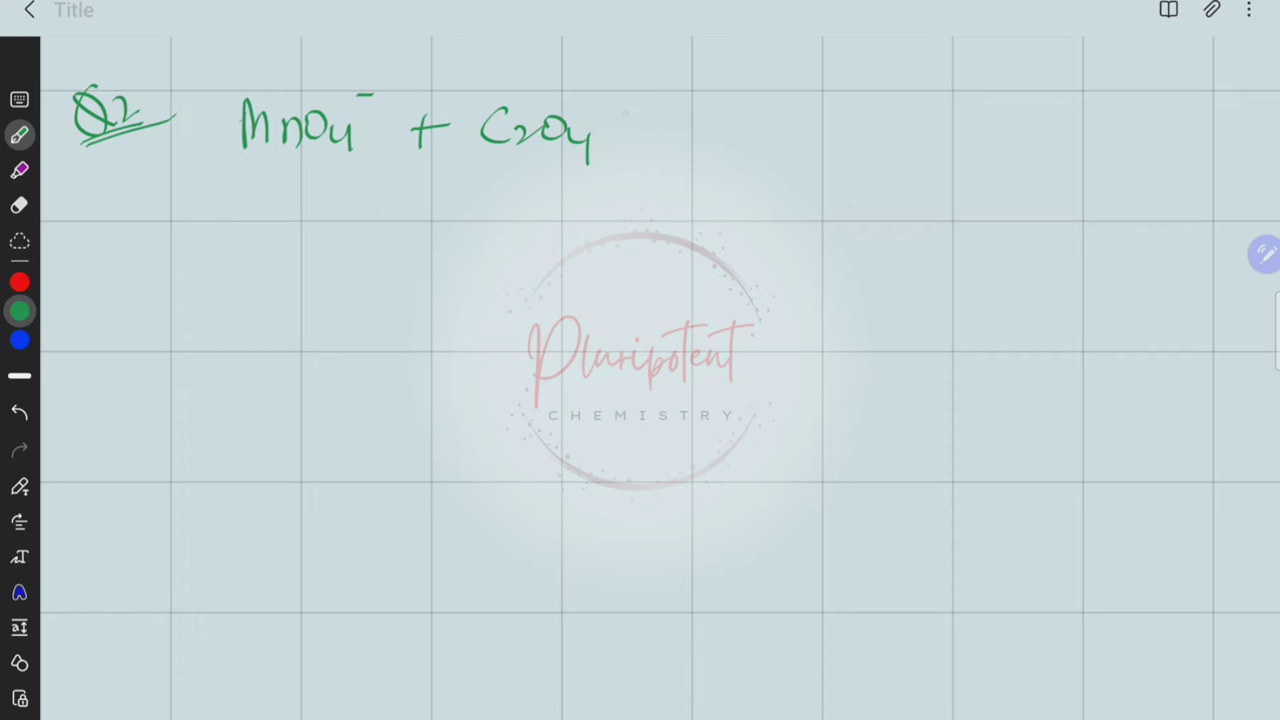 Title
Q2 MnO4⁻ + C2O4
Pluripotent
CHEMISTRY